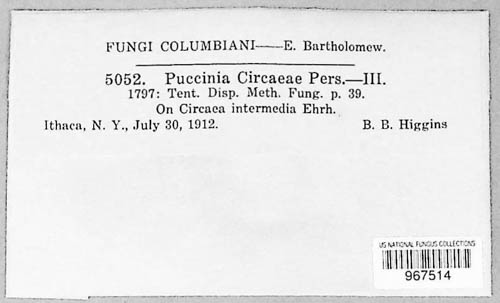 FUNGI COLUMBIANI—E. Bartholomew.
5052. Puccinia Circaeae Pers.—III.
1797: Tent. Disp. Meth. Fung. p. 39.
On Circaea intermedia Ehrh.
Ithaca, N. Y., July 30, 1912. B. B. Higgins
US NATIONAL FUNGUS COLLECTIONS
967514